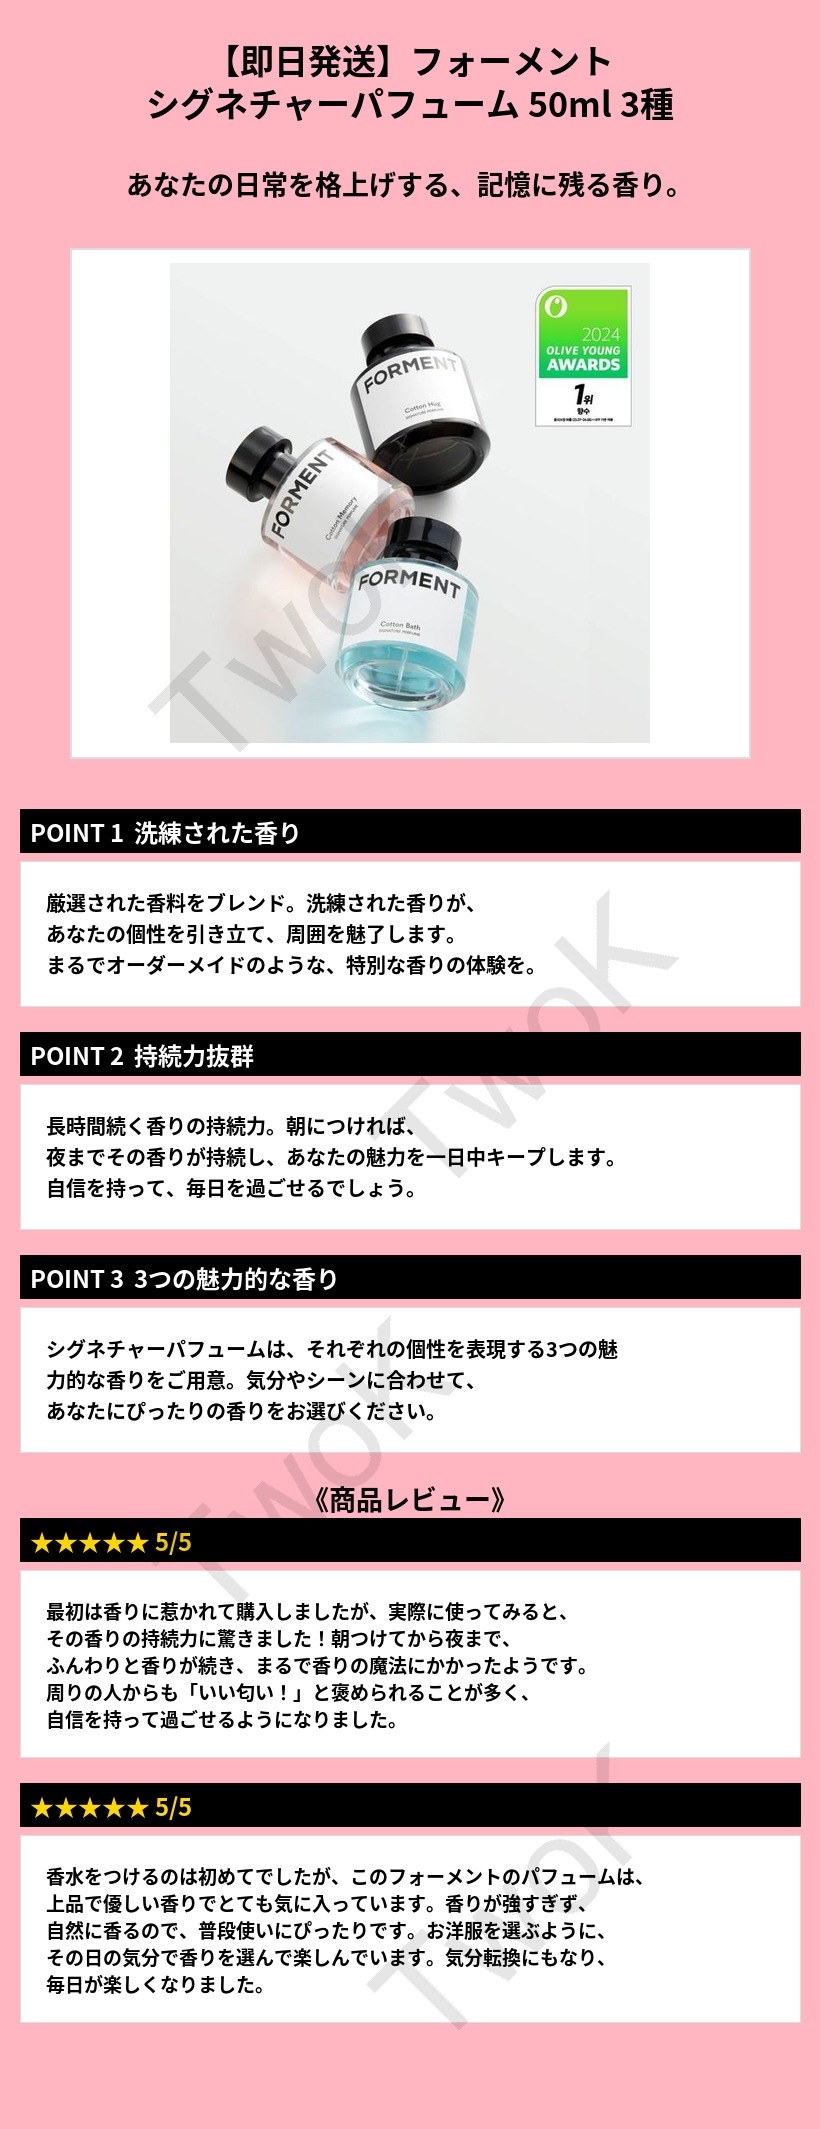 【即日発送】フォーメント
シグネチャーパフューム 50ml 3種
あなたの日常を格上げする、記憶に残る香り。
FORMENT
Cotton Hug
SIGNATURE PERFUME
FORMENT
Cotton Memory
SIGNATURE PERFUME
FORMENT
Cotton Bath
SIGNATURE PERFUME
2024
OLIVE YOUNG
AWARDS
1위
향수
POINT 1 洗練された香り
厳選された香料をブレンド。洗練された香りが、
あなたの個性を引き立て、周囲を魅了します。
まるでオーダーメイドのような、特別な香りの体験を。
POINT 2 持続力抜群
長時間続く香りの持続力。朝につければ、
夜までその香りが持続し、あなたの魅力を一日中キープします。
自信を持って、毎日を過ごせるでしょう。
POINT 3 3つの魅力的な香り
シグネチャーパフュームは、それぞれの個性を表現する3つの魅
力的な香りをご用意。気分やシーンに合わせて、
あなたにぴったりの香りをお選びください。
《商品レビュー》
★★★★★ 5/5
最初は香りに惹かれて購入しましたが、実際に使ってみると、
その香りの持続力に驚きました！朝つけてから夜まで、
ふんわりと香りが続き、まるで香りの魔法にかかったようです。
周りの人からも「いい匂い！」と褒められることが多く、
自信を持って過ごせるようになりました。
★★★★★ 5/5
香水をつけるのは初めてでしたが、このフォーメントのパフュームは、
上品で優しい香りでとても気に入っています。香りが強すぎず、
自然に香るので、普段使いにぴったりです。お洋服を選ぶように、
その日の気分で香りを選んで楽しんでいます。気分転換にもなり、
毎日が楽しくなりました。
TwoK
TwoK
TwoK
TwoK